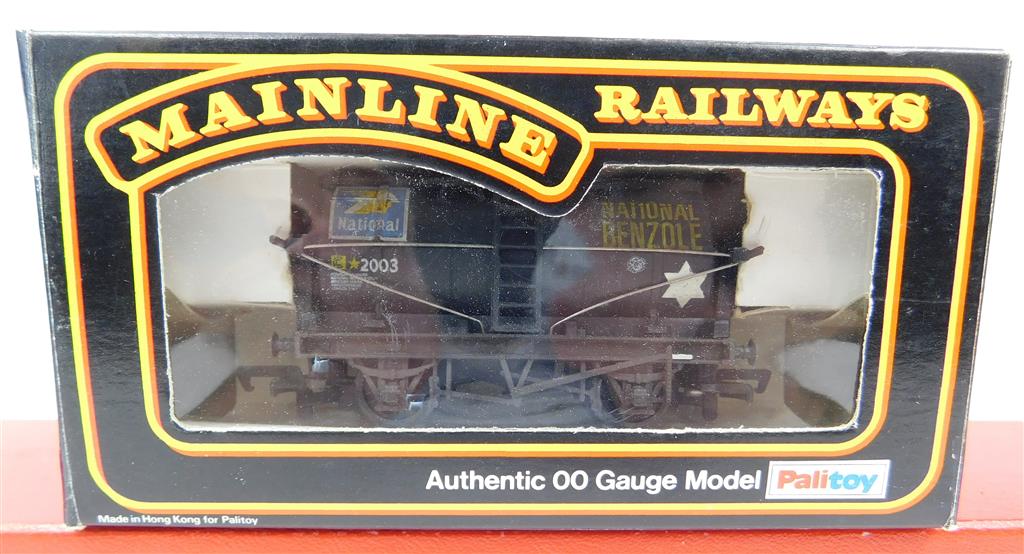 MAINLINE
RAILWAYS
National
NATIONAL
BENZOLE
2003
Authentic 00 Gauge Model
Palitoy
Made in Hong Kong for Palitoy